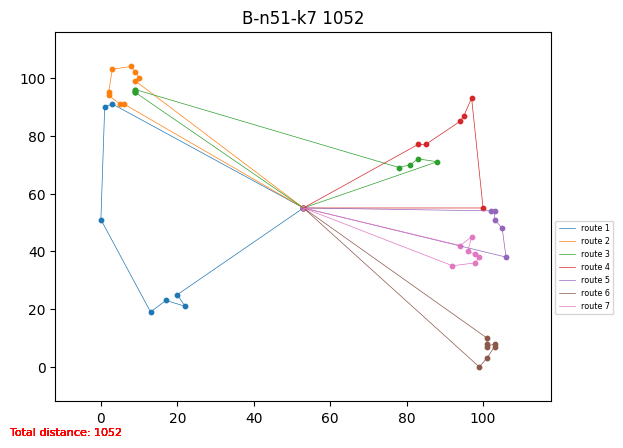 B-n51-k7 1052
100
80
60
40
20
0
0 20 40 60 80 100
route 1
route 2
route 3
route 4
route 5
route 6
route 7
Total distance: 1052